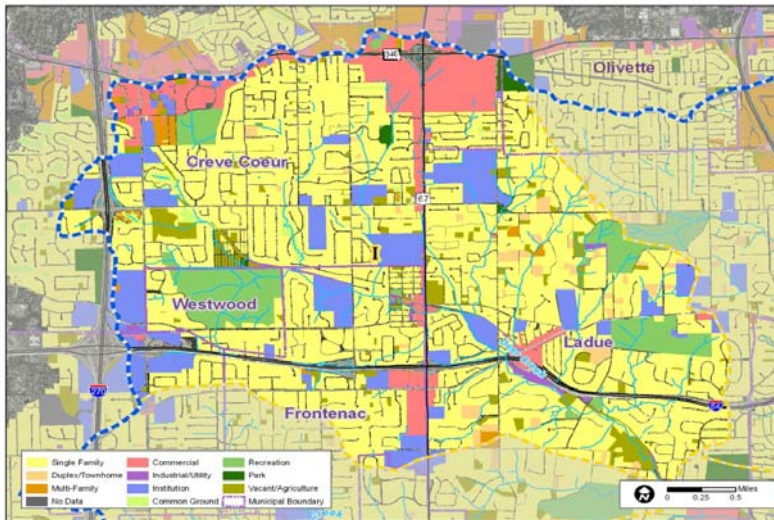 340
Olivette
Creve Coeur
67
Westwood
Ladue
Frontenac
270
Single Family
Duplex/Townhome
Multi-Family
No Data
Commercial
Industrial/Utility
Institution
Common Ground
Recreation
Park
Vacant/Agriculture
Municipal Boundary
Miles
0 0.25 0.5